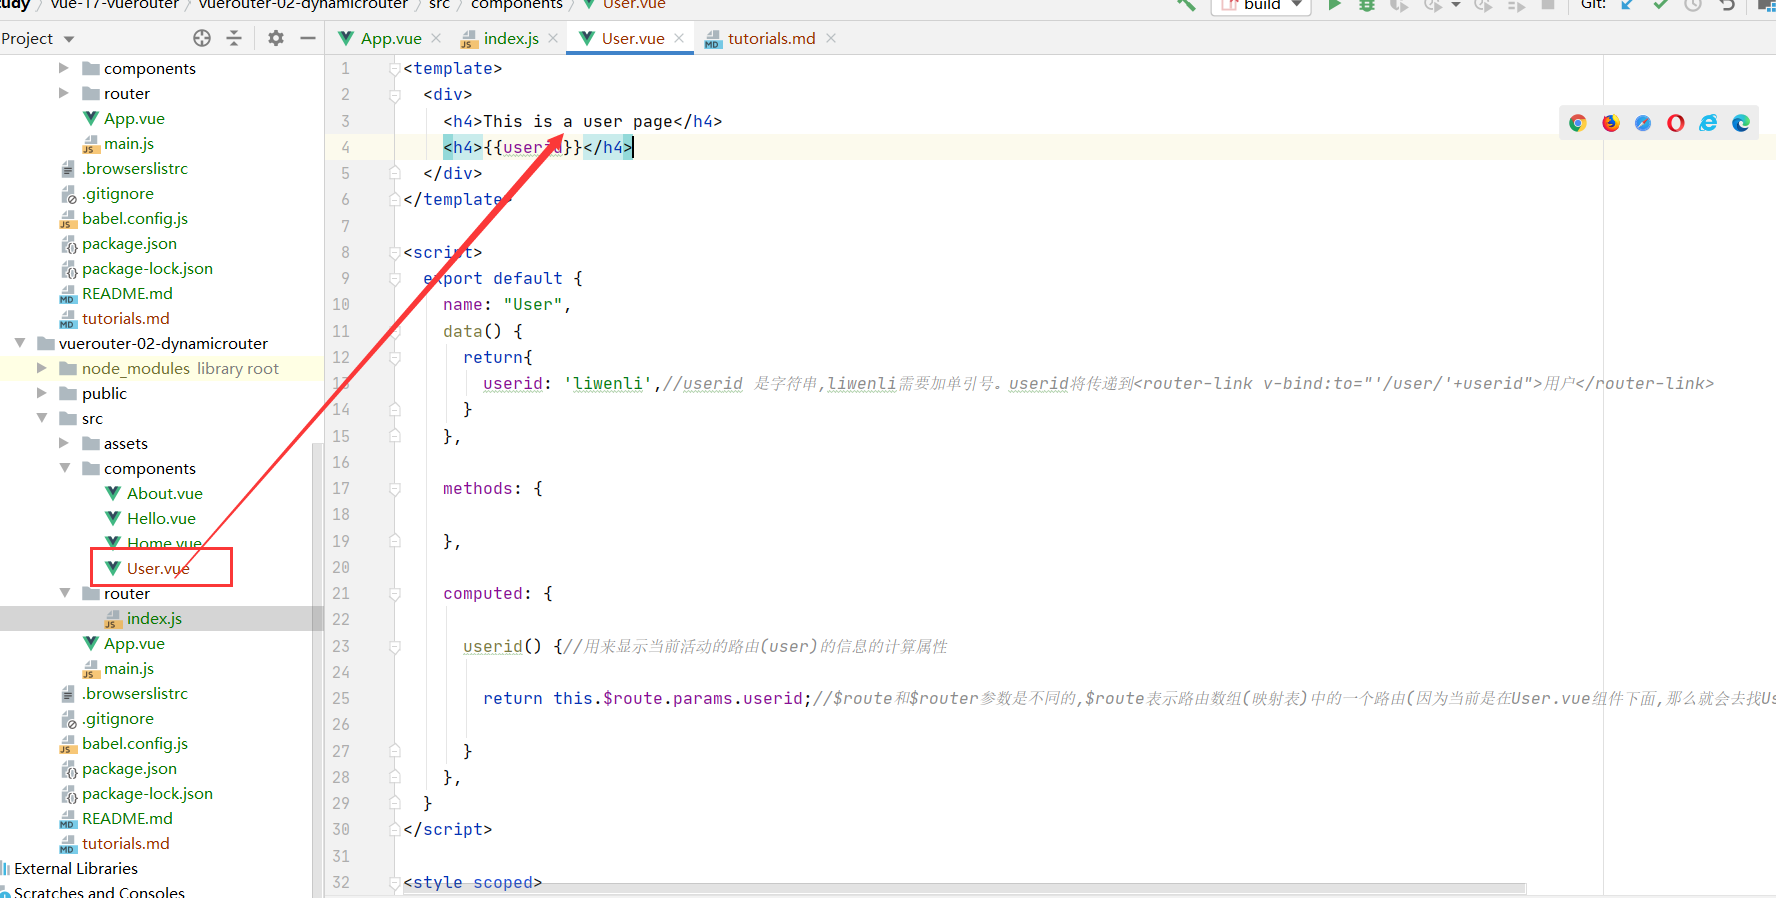 tudy vue-17-vuerouter vuerouter-02-dynamicrouter src components User.vue build Git:
Project
App.vue index.js User.vue tutorials.md
components
router
App.vue
main.js
.browserslistrc
.gitignore
babel.config.js
package.json
package-lock.json
README.md
tutorials.md
vuerouter-02-dynamicrouter
node_modules library root
public
src
assets
components
About.vue
Hello.vue
Home.vue
User.vue
router
index.js
App.vue
main.js
.browserslistrc
.gitignore
babel.config.js
package.json
package-lock.json
README.md
tutorials.md
External Libraries
Scratches and Consoles
1 <template>
2 <div>
3 <h4>This is a user page</h4>
4 <h4>{{userid}}</h4>
5 </div>
6 </template>
7
8 <script>
9 export default {
10 name: "User",
11 data() {
12 return{
13 userid: 'liwenli',//userid 是字符串,liwenli需要加单引号。userid将传递到<router-link v-bind:to="'/user/'+userid">用户</router-link>
14 }
15 },
16
17 methods: {
18
19 },
20
21 computed: {
22
23 userid() {//用来显示当前活动的路由(user)的信息的计算属性
24
25 return this.$route.params.userid;//$route和$router参数是不同的,$route表示路由数组(映射表)中的一个路由(因为当前是在User.vue组件下面,那么就会去找Us
26
27 }
28 },
29 }
30 </script>
31
32 <style scoped>